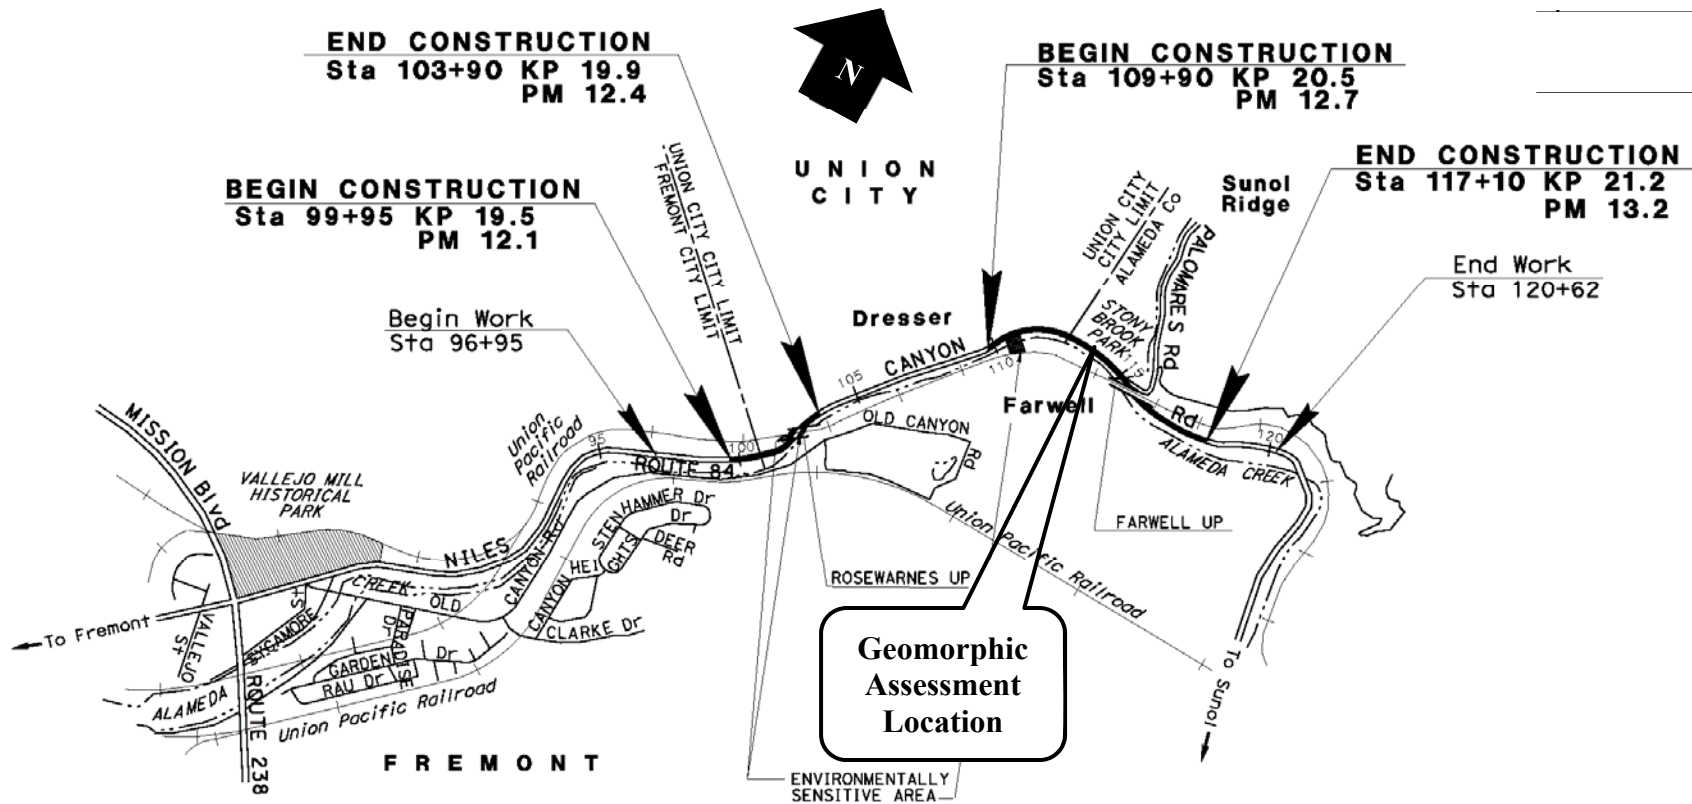 END CONSTRUCTION
Sta 103+90 KP 19.9
PM 12.4
N
BEGIN CONSTRUCTION
Sta 109+90 KP 20.5
PM 12.7
UNION
CITY
BEGIN CONSTRUCTION
Sta 99+95 KP 19.5
PM 12.1
UNION CITY CITY LIMIT
FREMONT CITY LIMIT
END CONSTRUCTION
Sta 117+10 KP 21.2
PM 13.2
Sunol
Ridge
UNION CITY
CITY LIMIT
ALAMEDA Co
PALOMARES Rd
End Work
Sta 120+62
Begin Work
Sta 96+95
Dresser
STONY
BROOK
PARK
CANYON
95
100
105
110
115
120
Farwell
Rd
ALAMEDA CREEK
Union
Pacific
Railroad
ROUTE 84
OLD CANYON
Rd
MISSION Blvd
VALLEJO MILL
HISTORICAL
PARK
NILES
HAMMER Dr
STEN
Dr
DEER
Rd
HEI
GHTS
CANYON
CANYON Rd
OLD
CREEK
CLARKE Dr
Union Pacific Railroad
FARWELL UP
ROSEWARNES UP
To Fremont
VALLEJO
St
SYCAMORE
St
PARADISE
Dr
GARDEN
Dr
RAU Dr
ALAMEDA
Union Pacific Railroad
ROUTE 238
FREMONT
Geomorphic
Assessment
Location
To Sunol
ENVIRONMENTALLY
SENSITIVE AREA